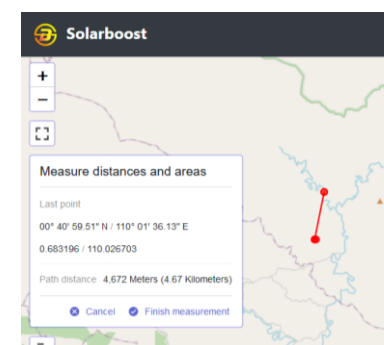 Solarboost
+
−
Measure distances and areas
Last point
00° 40' 59.51" N / 110° 01' 36.13" E
0.683196 / 110.026703
Path distance 4,672 Meters (4.67 Kilometers)
Cancel Finish measurement